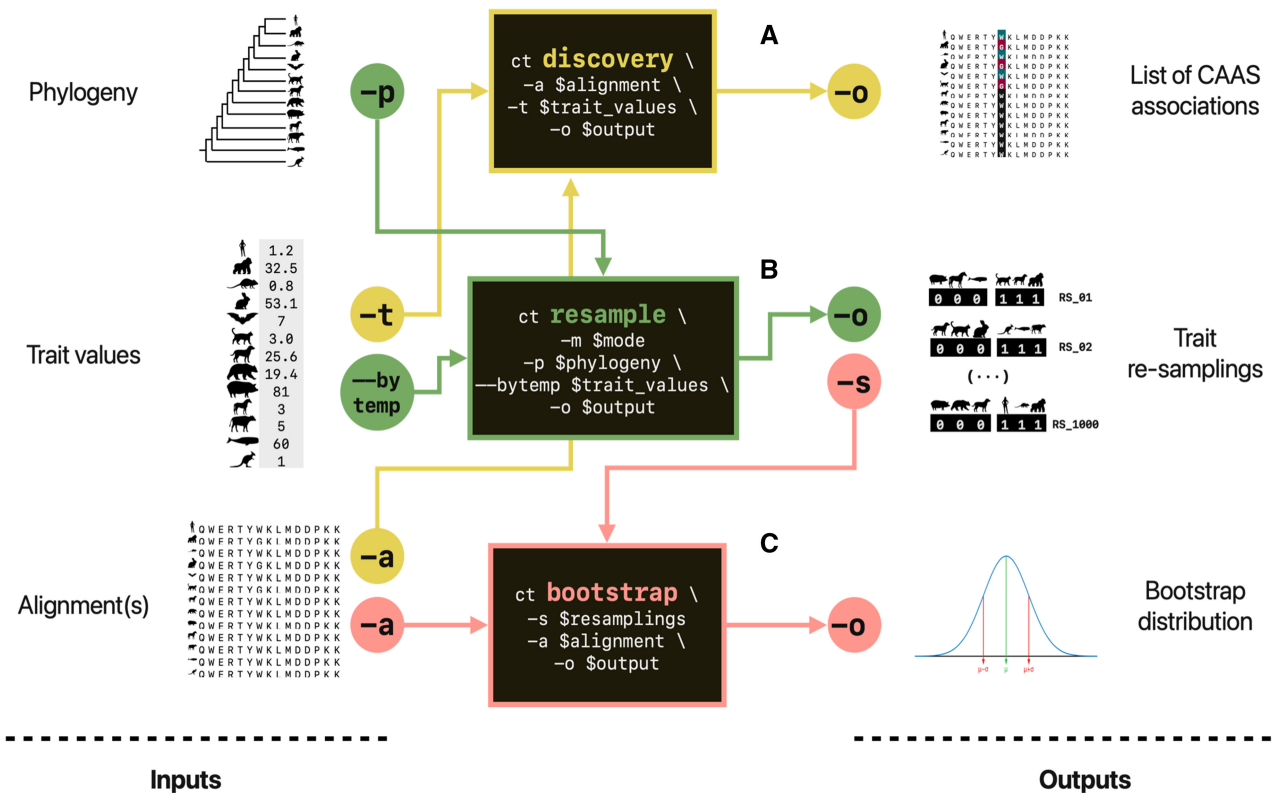 Phylogeny
-p
A
ct discovery \
-a $alignment \
-t $trait_values \
-o $output
-o
Q W E R T Y W K L M D D P K K
Q W E R T Y G K L M D D P K K
Q W E R T Y W K L M D D P K K
Q W E R T Y G K L M D D P K K
Q W E R T Y W K L M D D P K K
Q W E R T Y G K L M D D P K K
Q W E R T Y W K L M D D P K K
Q W E R T Y W K L M D D P K K
Q W E R T Y W K L M D D P K K
Q W E R T Y W K L M D D P K K
Q W E R T Y W K L M D D P K K
Q W E R T Y W K L M D D P K K
Q W E R T Y W K L M D D P K K
List of CAAS
associations
Trait values
1.2
32.5
0.8
53.1
7
3.0
25.6
19.4
81
3
5
60
1
-t
--by
temp
B
ct resample \
-m $mode
-p $phylogeny \
--bytemp $trait_values \
-o $output
-o
-s
0 0 0 1 1 1 RS_01
0 0 0 1 1 1 RS_02
(...)
0 0 0 1 1 1 RS_1000
Trait
re-samplings
Alignment(s)
Q W E R T Y W K L M D D P K K
Q W E R T Y G K L M D D P K K
Q W E R T Y W K L M D D P K K
Q W E R T Y G K L M D D P K K
Q W E R T Y W K L M D D P K K
Q W E R T Y G K L M D D P K K
Q W E R T Y W K L M D D P K K
Q W E R T Y W K L M D D P K K
Q W E R T Y W K L M D D P K K
Q W E R T Y W K L M D D P K K
Q W E R T Y W K L M D D P K K
Q W E R T Y W K L M D D P K K
Q W E R T Y W K L M D D P K K
-a
-a
C
ct bootstrap \
-s $resamplings
-a $alignment \
-o $output
-o
μ-σ μ μ+σ
Bootstrap
distribution
Inputs
Outputs